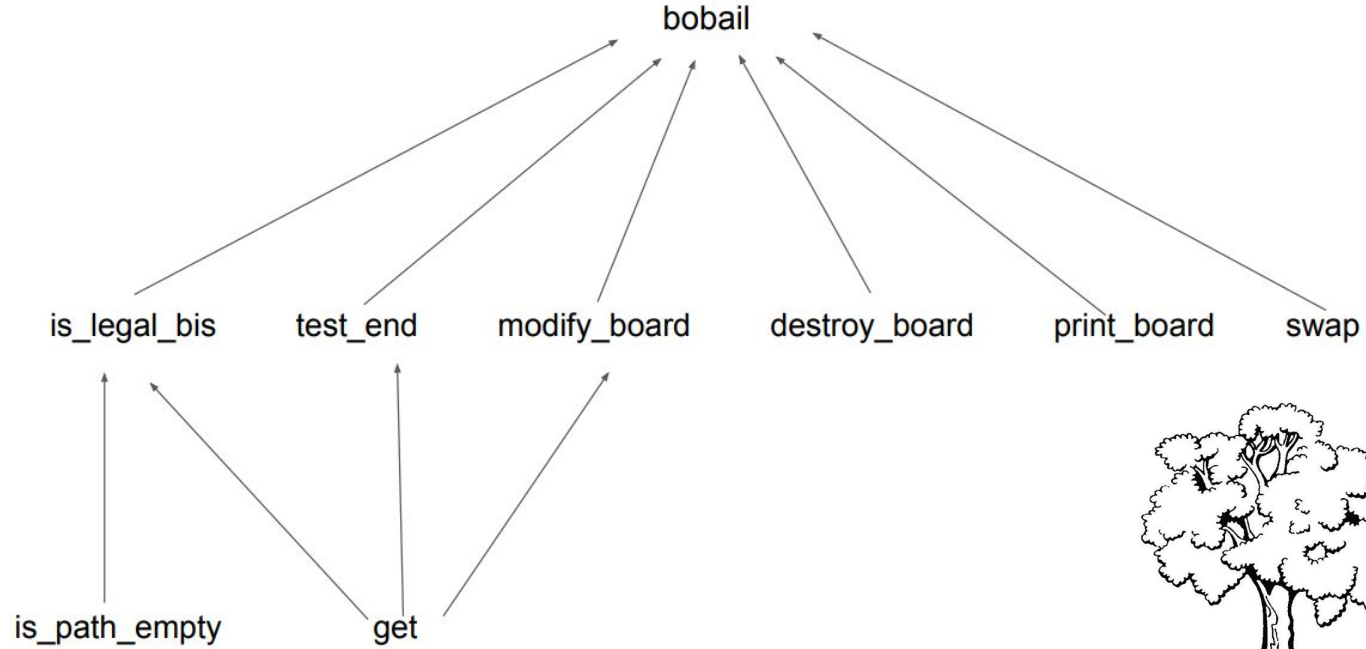 bobail
is_legal_bis test_end modify_board destroy_board print_board swap
is_path_empty get